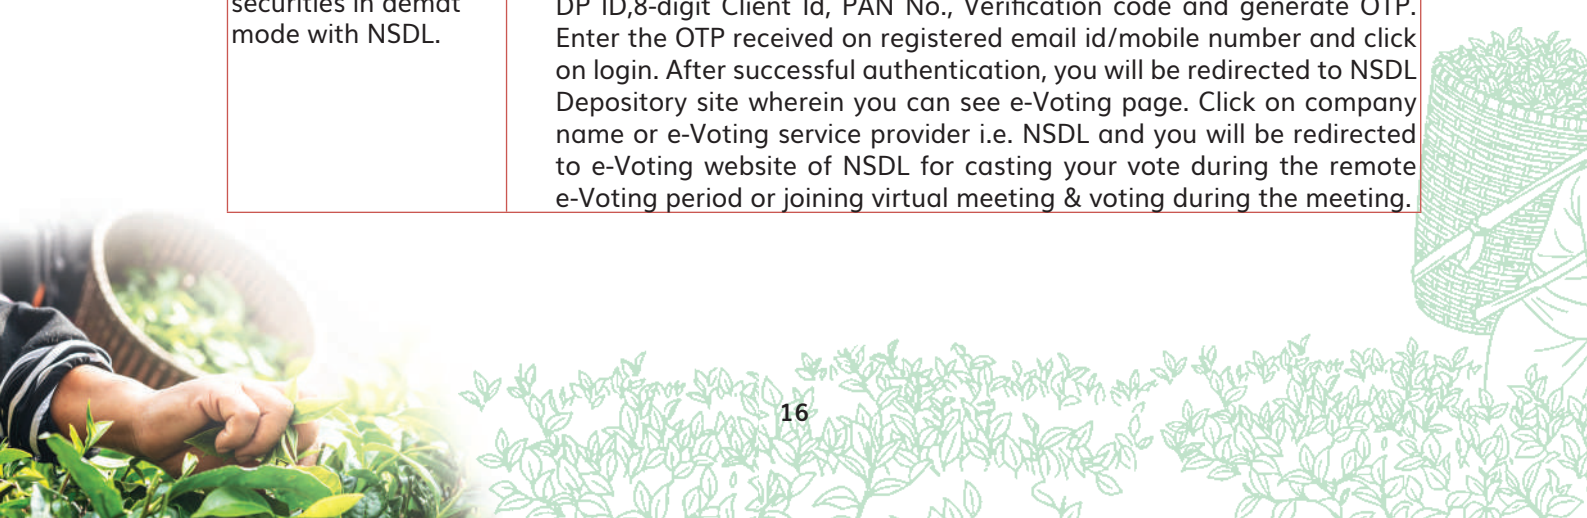 securities in demat
mode with NSDL.
DP ID,8-digit Client Id, PAN No., Verification code and generate OTP.
Enter the OTP received on registered email id/mobile number and click
on login. After successful authentication, you will be redirected to NSDL
Depository site wherein you can see e-Voting page. Click on company
name or e-Voting service provider i.e. NSDL and you will be redirected
to e-Voting website of NSDL for casting your vote during the remote
e-Voting period or joining virtual meeting & voting during the meeting.
16